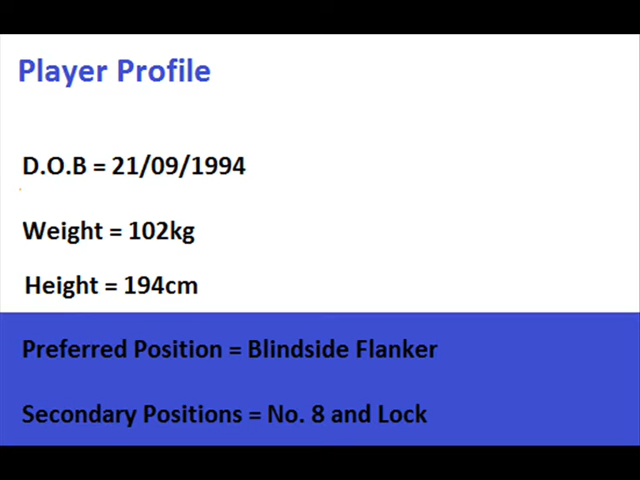 Player Profile
D.O.B = 21/09/1994
Weight = 102kg
Height = 194cm
Preferred Position = Blindside Flanker
Secondary Positions = No. 8 and Lock